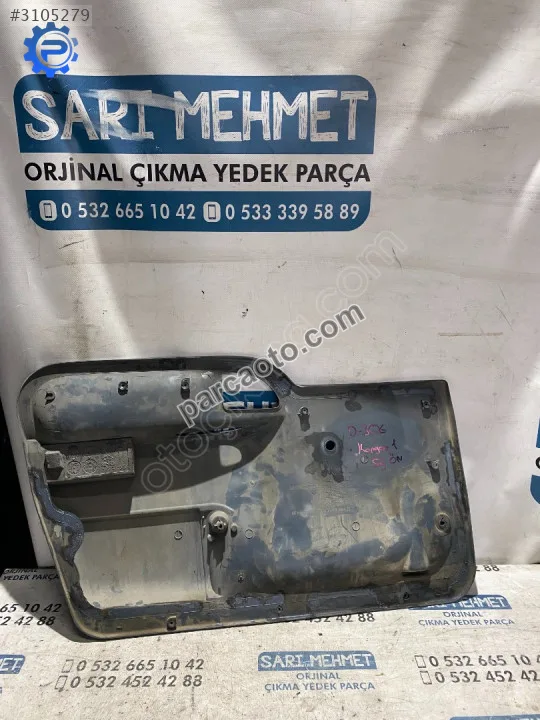 #3105279
SARI MEHMET
ORJİNAL ÇIKMA YEDEK PARÇA
0 532 665 10 42 0 533 339 58 89
parcaoto.com
0 532 665 10 42
532 452 42 88
SARI MEHMET
ORJİNAL
ÇIKMA YEDEK PARÇA
0 532 665 10 42
0 532 452 42 88
SARI MEHMET
ORJİNAL
ÇIKMA YEDEK PARÇA
0 532 665 10
0 532 452 42